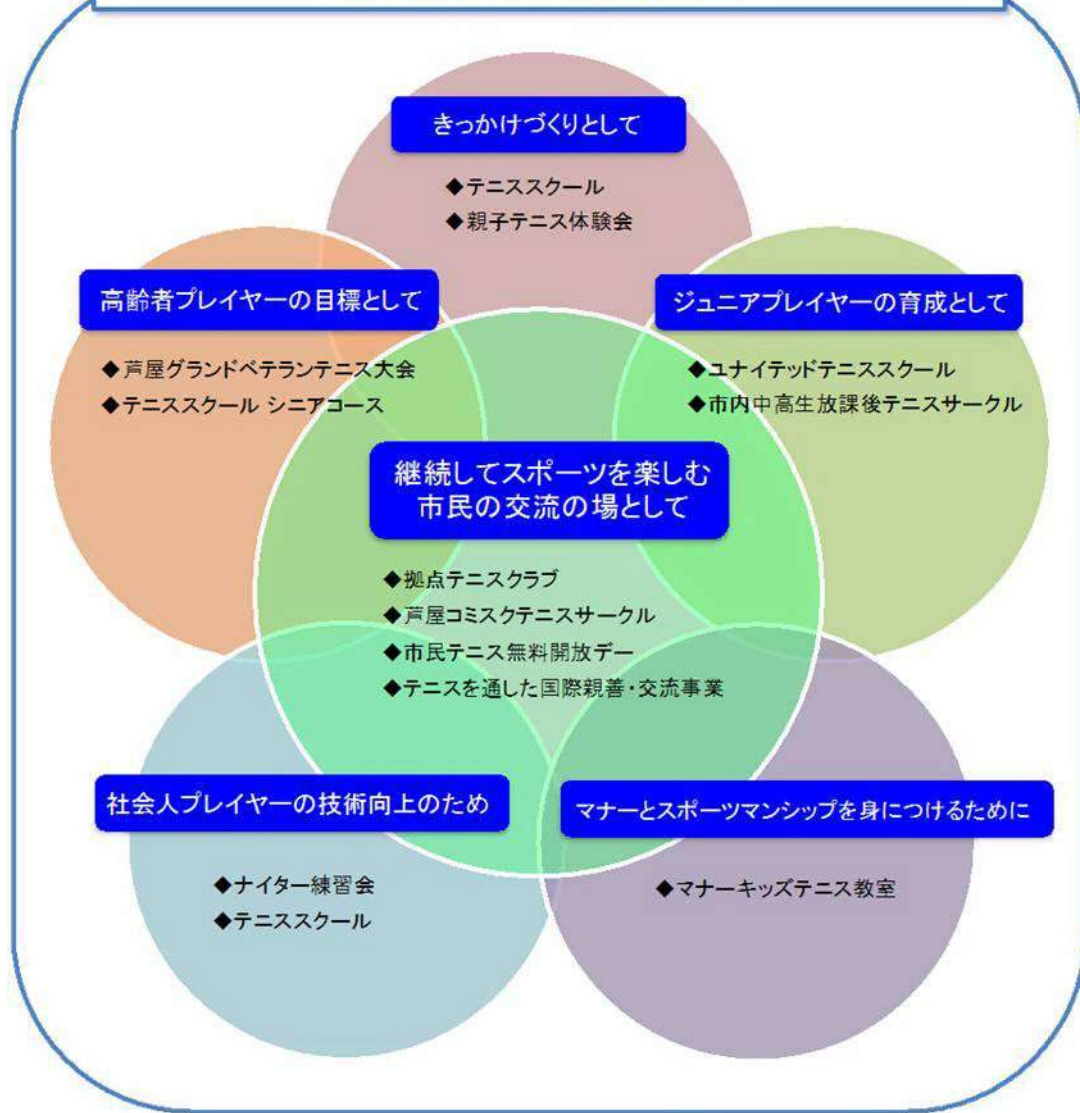 きっかけづくりとして
◆テニススクール
◆親子テニス体験会
高齢者プレイヤーの目標として
◆芦屋グランドベテランテニス大会
◆テニススクール シニアコース
ジュニアプレイヤーの育成として
◆ユナイテッドテニススクール
◆市内中高生放課後テニスサークル
継続してスポーツを楽しむ
市民の交流の場として
◆拠点テニスクラブ
◆芦屋コミスクテニスサークル
◆市民テニス無料開放デー
◆テニスを通した国際親善・交流事業
社会人プレイヤーの技術向上のため
◆ナイター練習会
◆テニススクール
マナーとスポーツマンシップを身につけるために
◆マナーキッズテニス教室